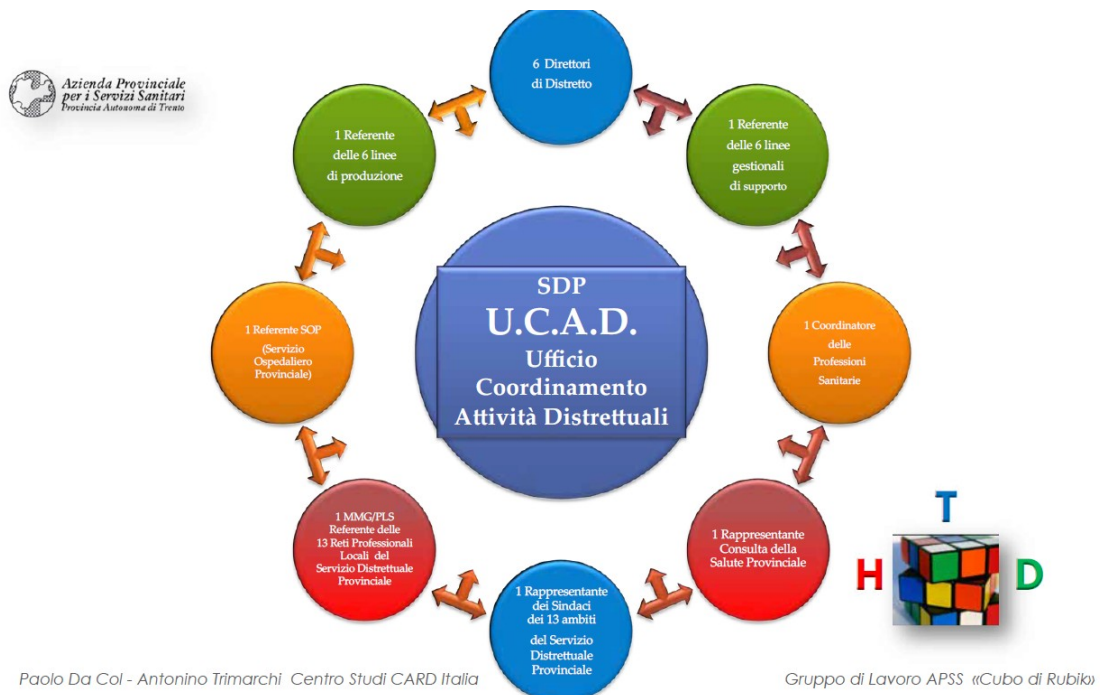 Azienda Provinciale
per i Servizi Sanitari
Provincia Autonoma di Trento
6 Direttori
di Distretto
1 Referente
delle 6 linee
di produzione
1 Referente
delle 6 linee
gestionali
di supporto
SDP
U.C.A.D.
Ufficio
Coordinamento
Attività Distrettuali
1 Referente SOP
(Servizio
Ospedaliero
Provinciale)
1 Coordinatore
delle
Professioni
Sanitarie
1 MMG/PLS
Referente delle
13 Reti Professionali
Locali del
Servizio Distrettuale
Provinciale
1 Rappresentante
Consulta della
Salute Provinciale
1 Rappresentante
dei Sindaci
dei 13 ambiti
del Servizio
Distrettuale
Provinciale
T
H
D
Paolo Da Col - Antonino Trimarchi Centro Studi CARD Italia
Gruppo di Lavoro APSS «Cubo di Rubik»